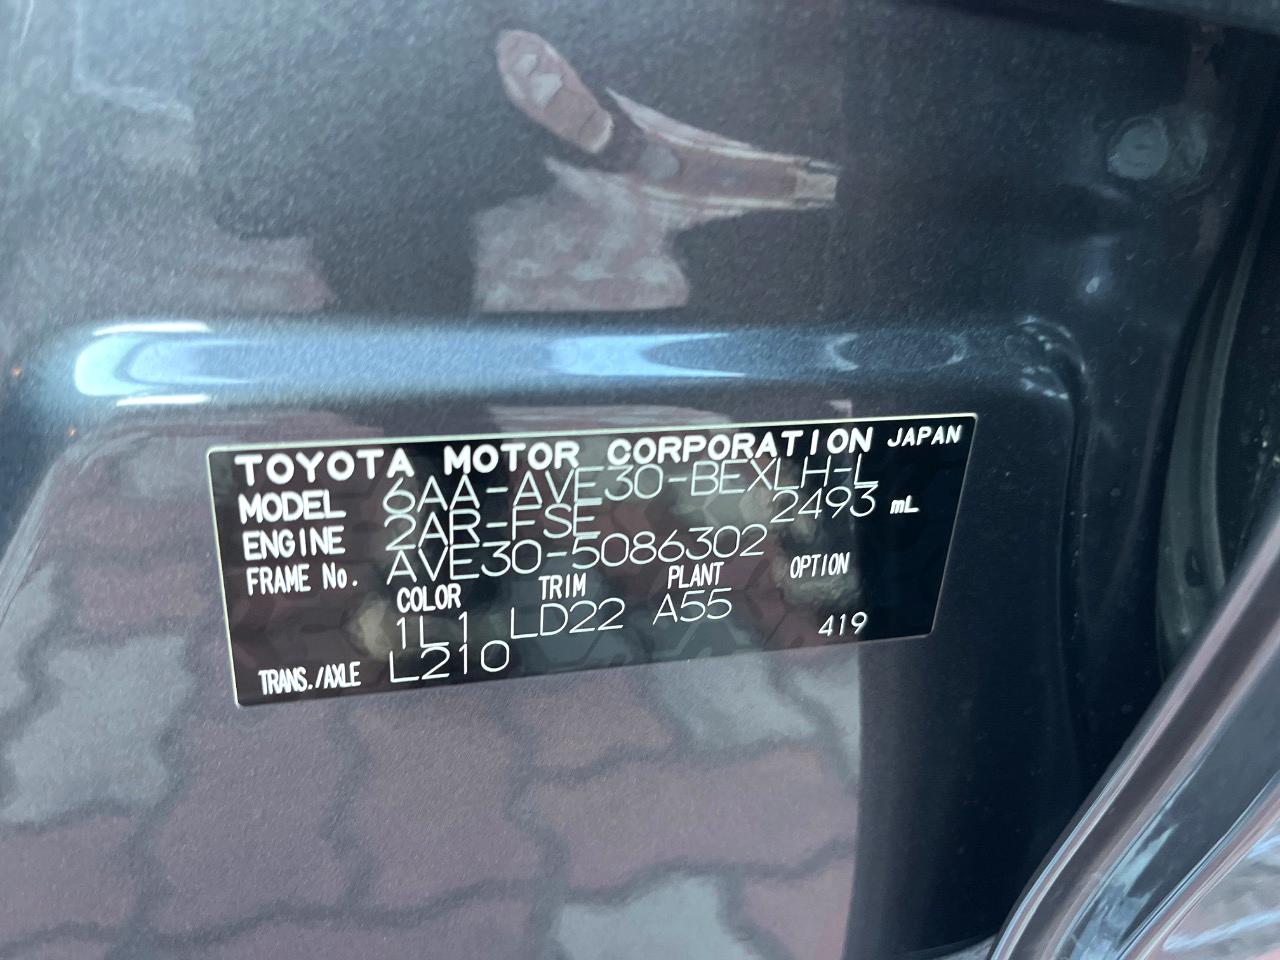 TOYOTA MOTOR CORPORATION JAPAN
MODEL 6AA-AVE30-BEXLH-L
ENGINE 2AR-FSE 2493 mL
FRAME No. AVE30-5086302
COLOR TRIM PLANT OPTION
1L1 LD22 A55 419
TRANS./AXLE L210